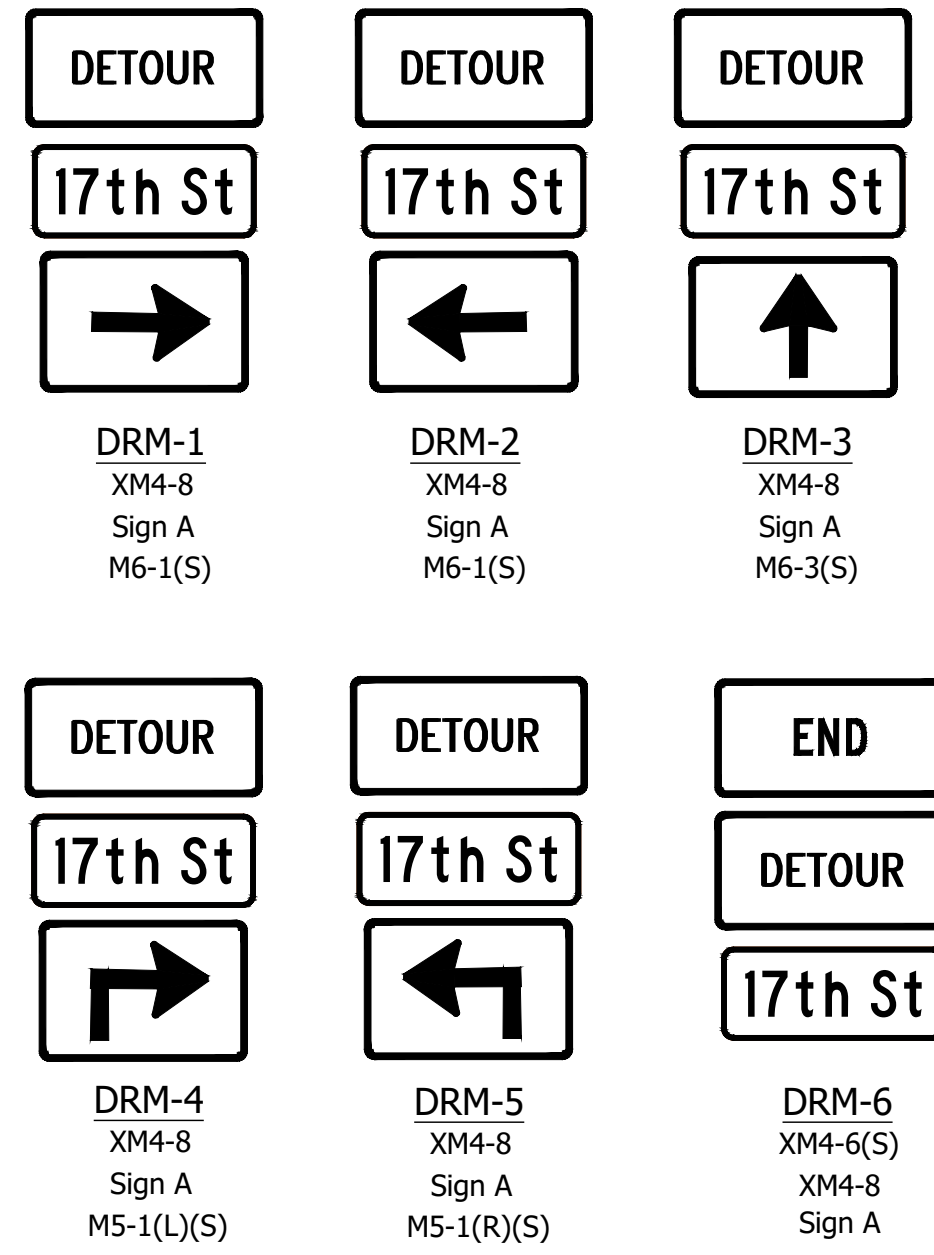 DETOUR
17th St
DRM-1
XM4-8
Sign A
M6-1(S)
DETOUR
17th St
DRM-2
XM4-8
Sign A
M6-1(S)
DETOUR
17th St
DRM-3
XM4-8
Sign A
M6-3(S)
DETOUR
17th St
DRM-4
XM4-8
Sign A
M5-1(L)(S)
DETOUR
17th St
DRM-5
XM4-8
Sign A
M5-1(R)(S)
END
DETOUR
17th St
DRM-6
XM4-6(S)
XM4-8
Sign A